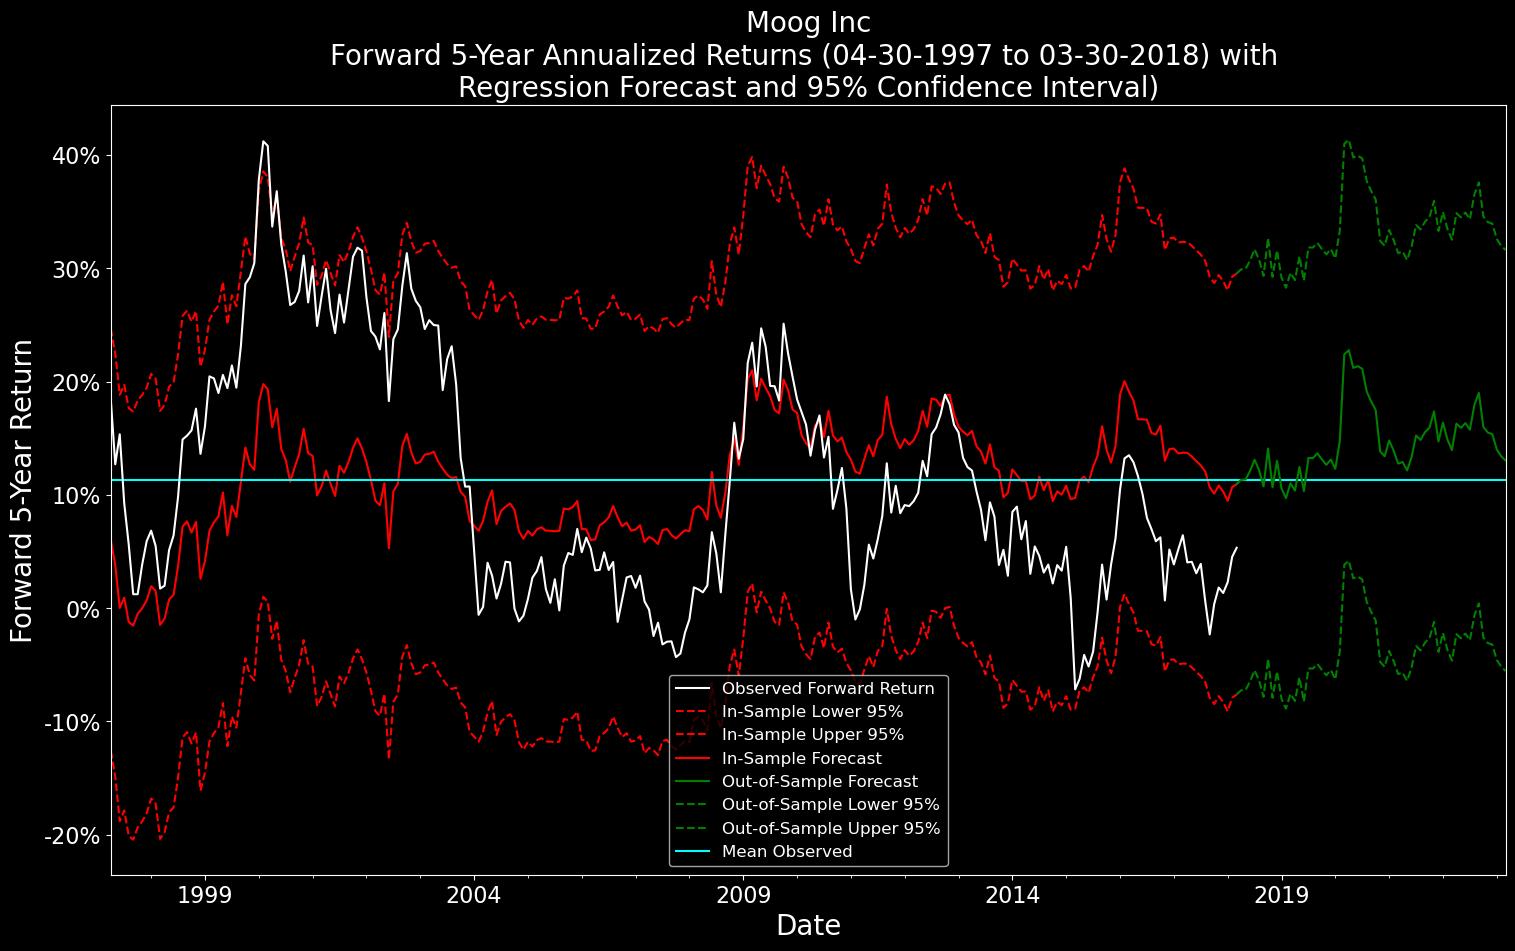 Moog Inc
Forward 5-Year Annualized Returns (04-30-1997 to 03-30-2018) with
Regression Forecast and 95% Confidence Interval)
Forward 5-Year Return
40%
30%
20%
10%
0%
-10%
-20%
Observed Forward Return
In-Sample Lower 95%
In-Sample Upper 95%
In-Sample Forecast
Out-of-Sample Forecast
Out-of-Sample Lower 95%
Out-of-Sample Upper 95%
Mean Observed
1999 2004 2009 2014 2019
Date